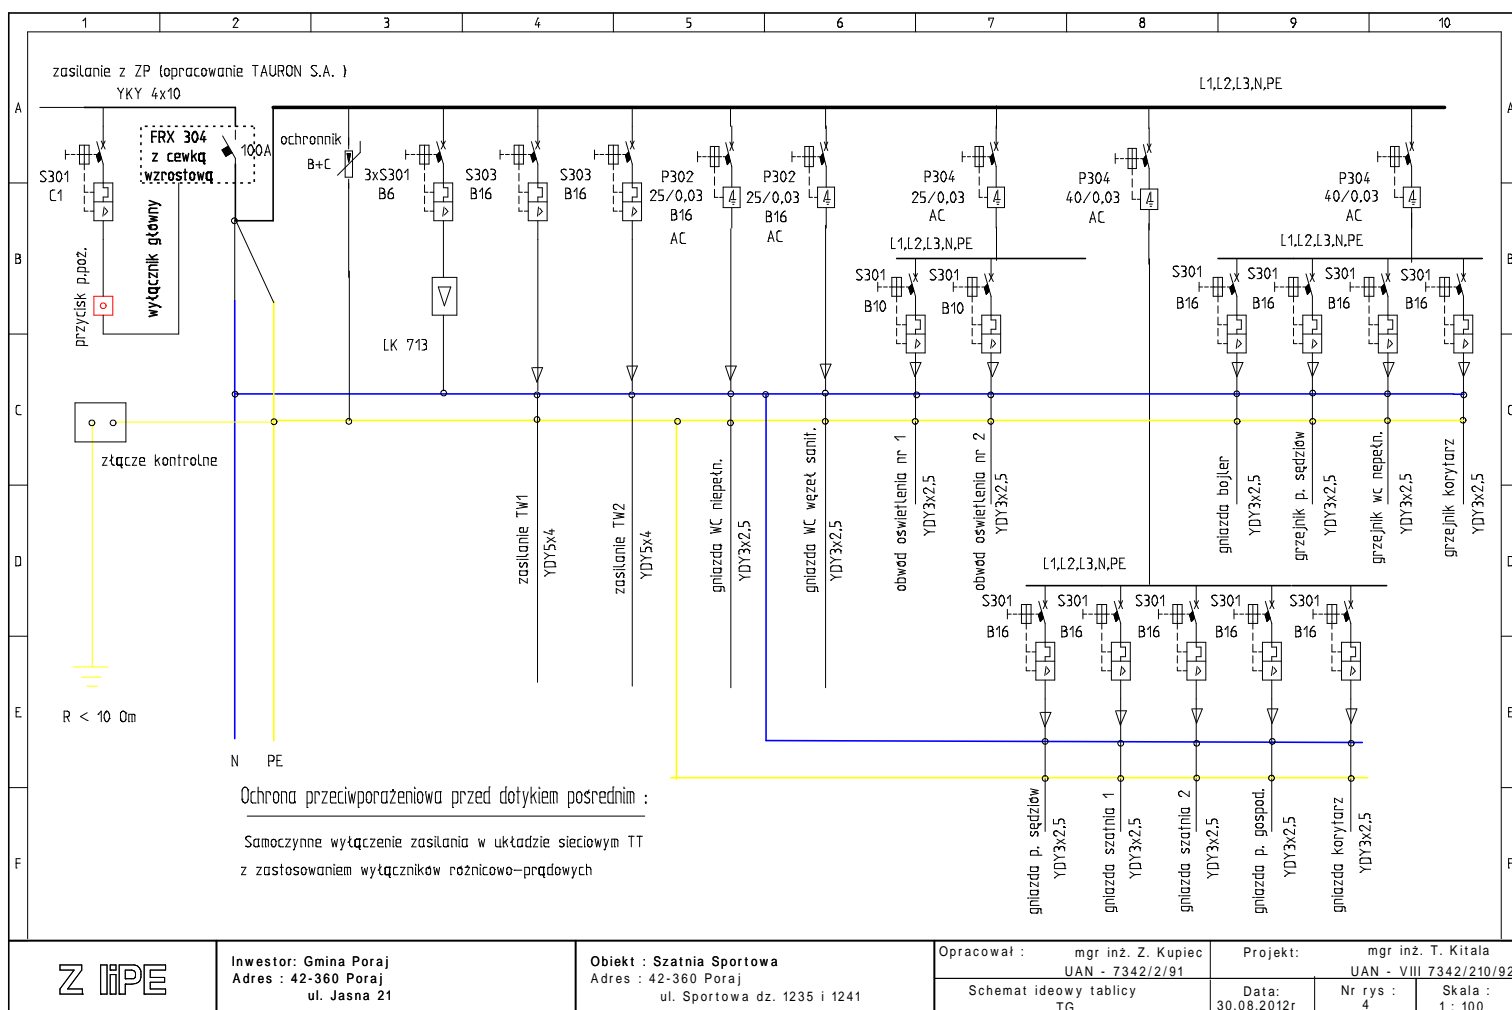 1 2 3 4 5 6 7 8 9 10
A
B
C
D
E
F
A
B
C
D
E
F
zasilanie z ZP (opracowanie TAURON S.A. )
YKY 4x10
L1,L2,L3,N,PE
FRX 304
z cewką
wzrostową
100A
S301
C1
przycisk p.poż.
wyłącznik główny
ochronnik
B+C
3xS301
B6
LK 713
S303
B16
S303
B16
P302
25/0,03
B16
AC
P302
25/0,03
B16
AC
P304
25/0,03
AC
P304
40/0,03
AC
P304
40/0,03
AC
L1,L2,L3,N,PE
L1,L2,L3,N,PE
S301
B10
S301
B10
S301
B16
S301
B16
S301
B16
S301
B16
złącze kontrolne
R < 10 Om
N PE
zasilanie TW1
YDY5x4
zasilanie TW2
YDY5x4
gniazda WC niepełn.
YDY3x2,5
gniazda WC węzeł sanit.
YDY3x2,5
obwód oświetlenia nr 1
YDY3x2,5
obwód oświetlenia nr 2
YDY3x2,5
gniazda bojler
YDY3x2,5
grzejnik p. sędziów
YDY3x2,5
grzejnik wc nepełn.
YDY3x2,5
grzejnik korytarz
YDY3x2,5
L1,L2,L3,N,PE
S301
B16
S301
B16
S301
B16
S301
B16
S301
B16
gniazda p. sędziów
YDY3x2,5
gniazda szatnia 1
YDY3x2,5
gniazda szatnia 2
YDY3x2,5
gniazda p. gospod.
YDY3x2,5
gniazda korytarz
YDY3x2,5
Ochrona przeciwporażeniowa przed dotykiem pośrednim :
Samoczynne wyłączenie zasilania w układzie sieciowym TT
z zastosowaniem wyłączników różnicowo-prądowych
Z liPE
Inwestor: Gmina Poraj
Adres : 42-360 Poraj
ul. Jasna 21
Obiekt : Szatnia Sportowa
Adres : 42-360 Poraj
ul. Sportowa dz. 1235 i 1241
Opracował : mgr inż. Z. Kupiec
UAN - 7342/2/91
Projekt: mgr inż. T. Kitala
UAN - VIII 7342/210/92
Schemat ideowy tablicy
TG
Data:
30.08.2012r
Nr rys :
4
Skala :
1 : 100